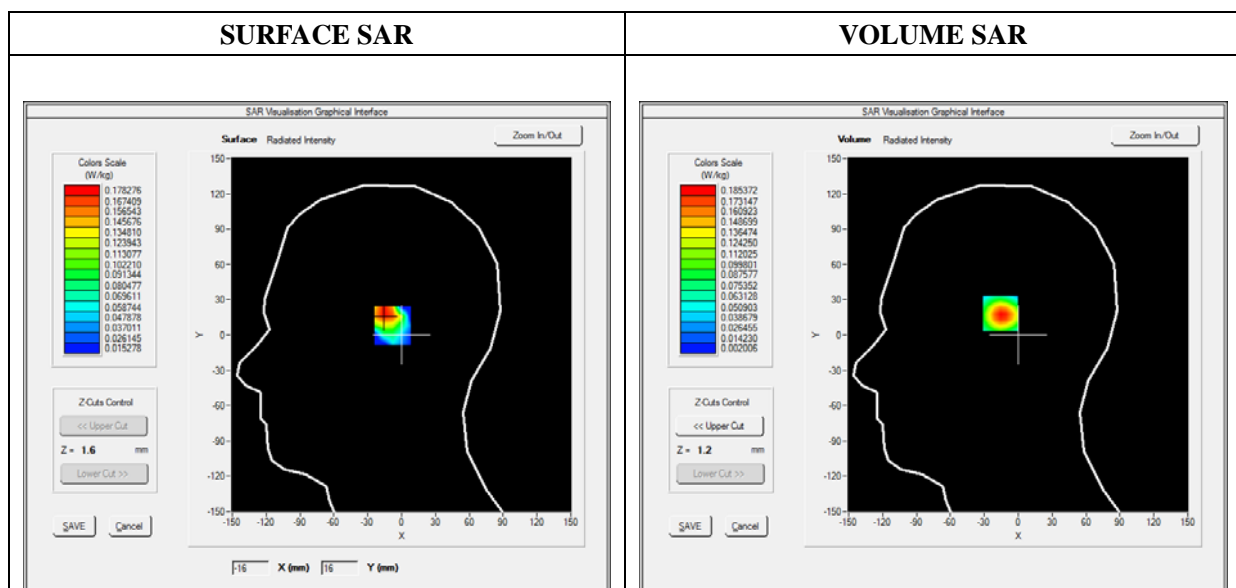 SURFACE SAR
VOLUME SAR
SAR Visualisation Graphical Interface
Surface Radiated Intensity
Zoom In/Out
Colors Scale
(W/kg)
0.178276
0.167409
0.156543
0.145676
0.134810
0.123943
0.113077
0.102210
0.091344
0.080477
0.069611
0.058744
0.047878
0.037011
0.026145
0.015278
150
120
90
60
30
0
-30
-60
-90
-120
-150
Y
-150 -120 -90 -60 -30 0 30 60 90 120 150
X
Z-Cuts Control
<< Upper Cut
Z = 1.6 mm
Lower Cut >>
SAVE Cancel
-16 X (mm) 16 Y (mm)
SAR Visualisation Graphical Interface
Volume Radiated Intensity
Zoom In/Out
Colors Scale
(W/kg)
0.185372
0.173147
0.160923
0.148699
0.136474
0.124250
0.112025
0.099801
0.087577
0.075352
0.063128
0.050903
0.038679
0.026455
0.014230
0.002006
150
120
90
60
30
0
-30
-60
-90
-120
-150
Y
-150 -120 -90 -60 -30 0 30 60 90 120 150
X
Z-Cuts Control
<< Upper Cut
Z = 1.2 mm
Lower Cut >>
SAVE Cancel